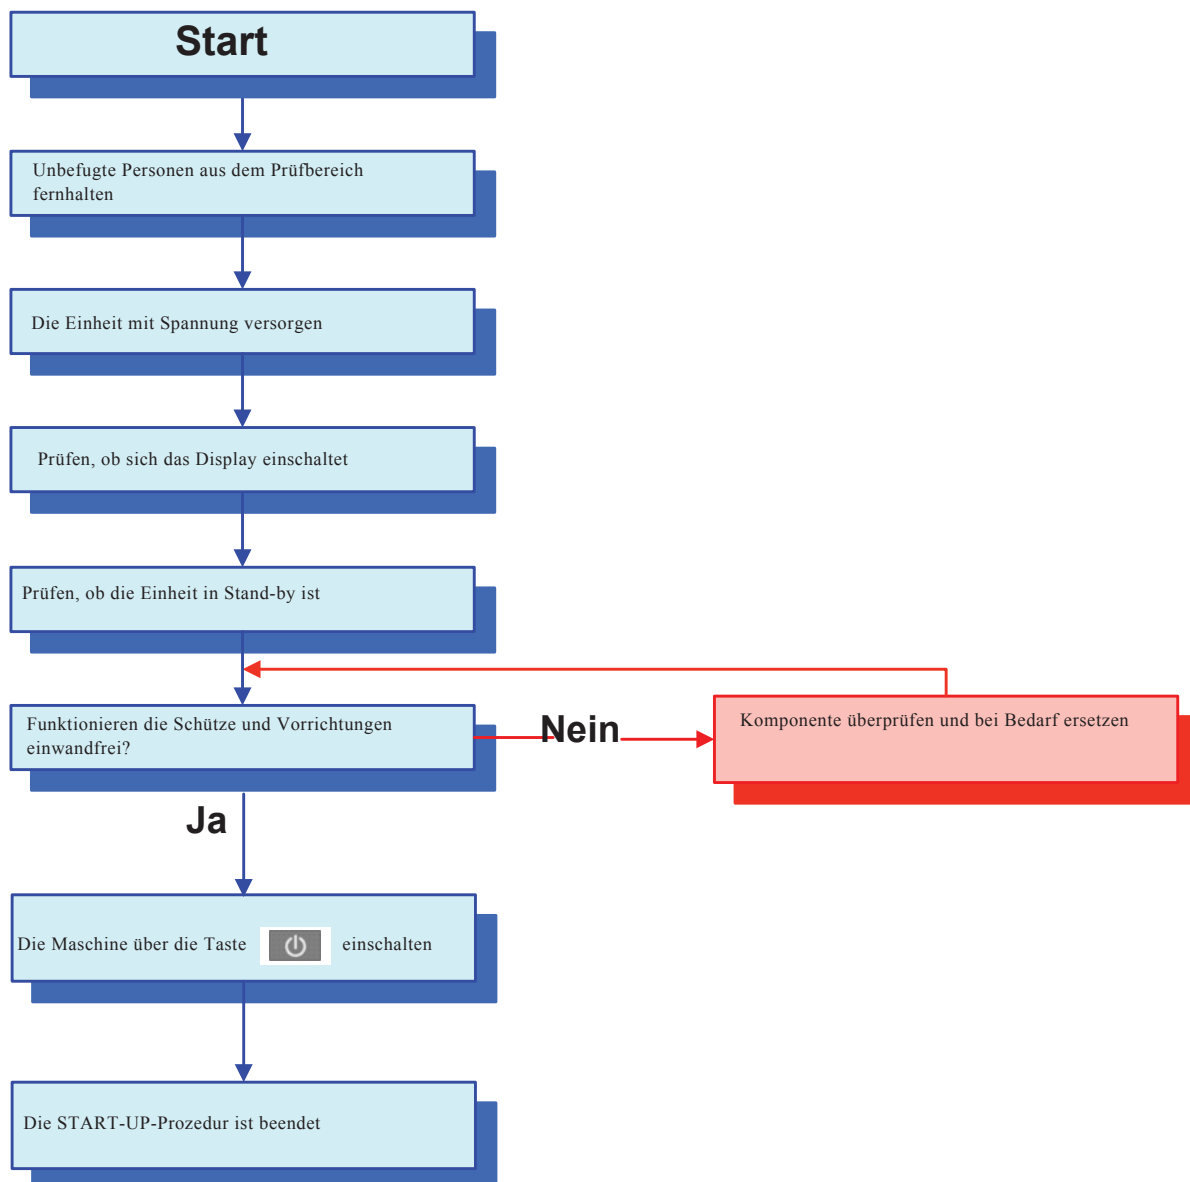 Start
Unbefugte Personen aus dem Prüfbereich
fernhalten
Die Einheit mit Spannung versorgen
Prüfen, ob sich das Display einschaltet
Prüfen, ob die Einheit in Stand-by ist
Funktionieren die Schütze und Vorrichtungen
einwandfrei?
Nein
Komponente überprüfen und bei Bedarf ersetzen
Ja
Die Maschine über die Taste einschalten
Die START-UP-Prozedur ist beendet